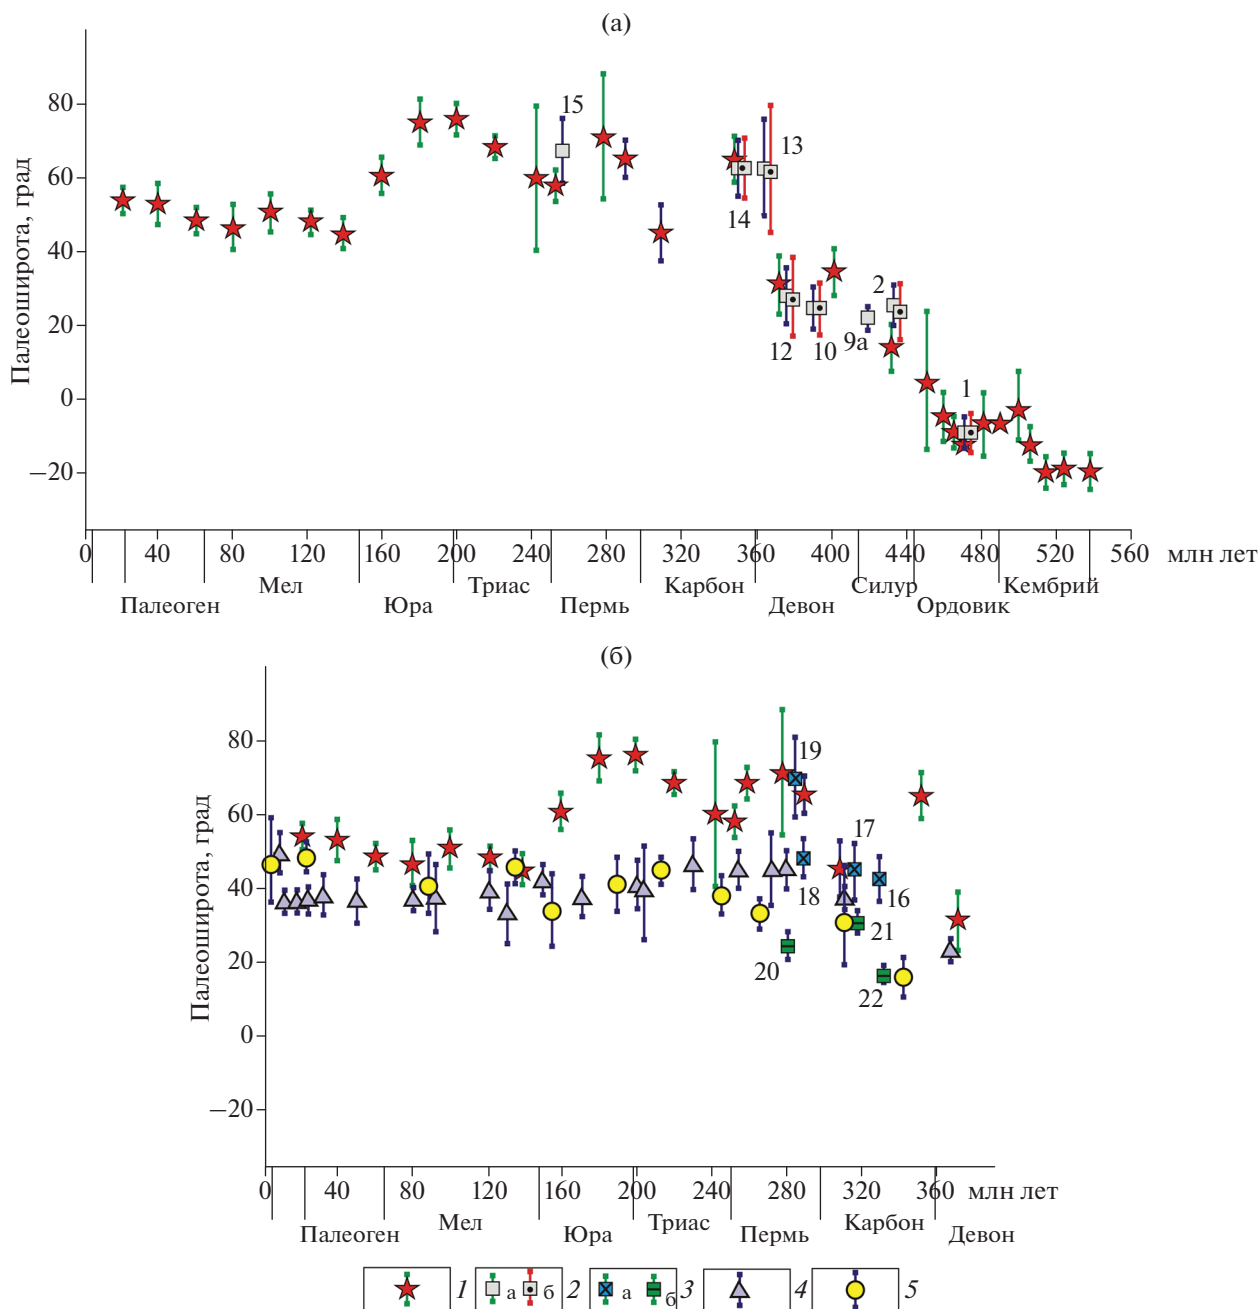 (а)
Палеоширота, град
80
60
40
20
0
−20
15
13
14
12
10
9а
2
1
0 40 80 120 160 200 240 280 320 360 400 440 480 520 560 млн лет
Мел Триас Карбон Силур Кембрий
Палеоген Юра Пермь Девон Ордовик
(б)
Палеоширота, град
80
60
40
20
0
−20
19
17
18
16
21
20
22
0 40 80 120 160 200 240 280 320 360 млн лет
Мел Триас Карбон
Палеоген Юра Пермь Девон
1 а б 2 а б 3 4 5